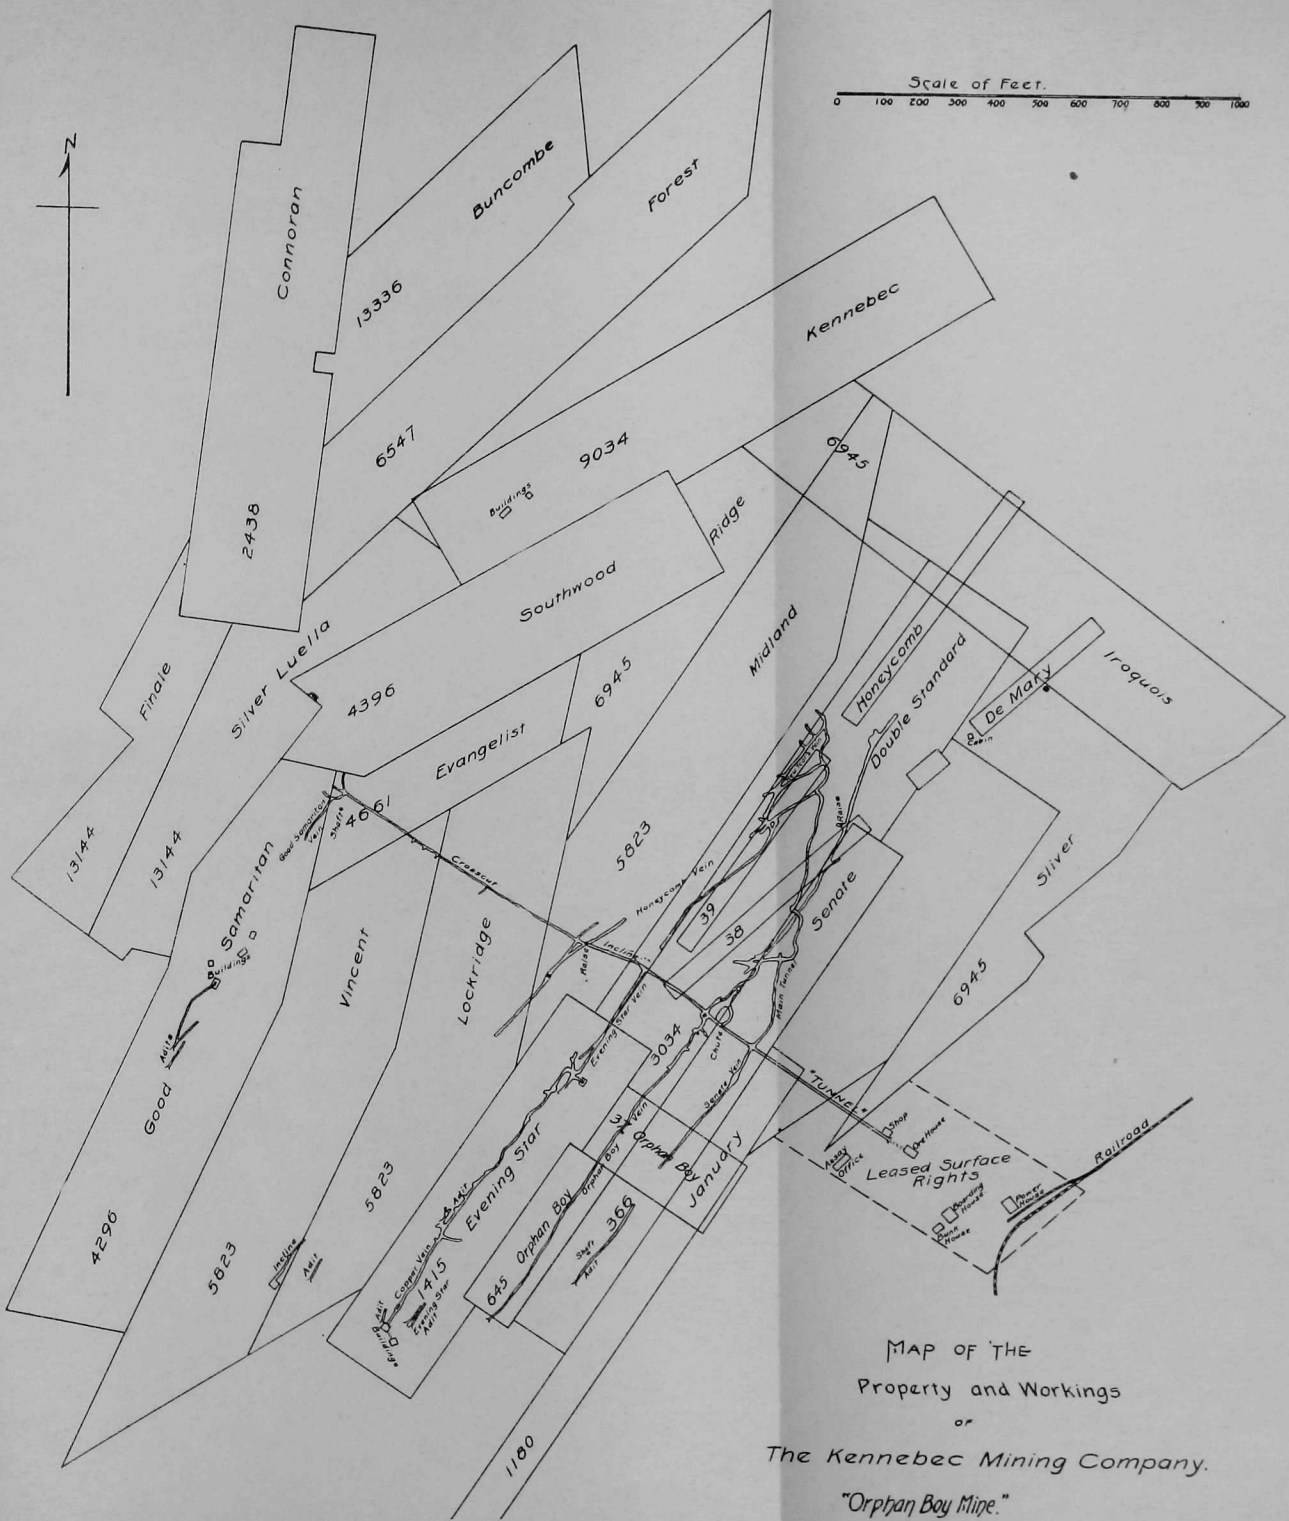 Scale of Feet.
0 100 200 300 400 500 600 700 800 900 1000
N
Connoran
2438
Buncombe
13336
Forest
6547
Kennebec
9034
Buildings
6945
Ridge
Southwood
4396
Midland
Honeycomb
Double Standard
De Mary
Cabin
Iroquois
Finale
13144
Silver Luella
13144
Evangelist
6945
4661
Good Samaritan
Vein
Shafts
Crosscut
5823
Honeycomb Vein
Raise
39
38
Senate
Sliver
6945
Samaritan
Good
Buildings
Adits
4296
Vincent
5823
Lockridge
5823
Raise
Incline
Evening Star Vein
3034
Chute
Main Tunnel
Senate Vein
"TUNNEL"
Shop
Ore House
Assay
Office
Leased Surface
Rights
Boarding
House
Bunk
House
Power
House
Railroad
Incline
Adit
Adit
Evening Star
Copper Vein
1415
Evening Star
Adit
Adit
Buildings
Orphan Boy
645
Orphan Boy Vein
Orphan Boy
366
Shaft
Adit
January
1180
MAP OF THE
Property and Workings
OF
The Kennebec Mining Company.
"Orphan Boy Mine."